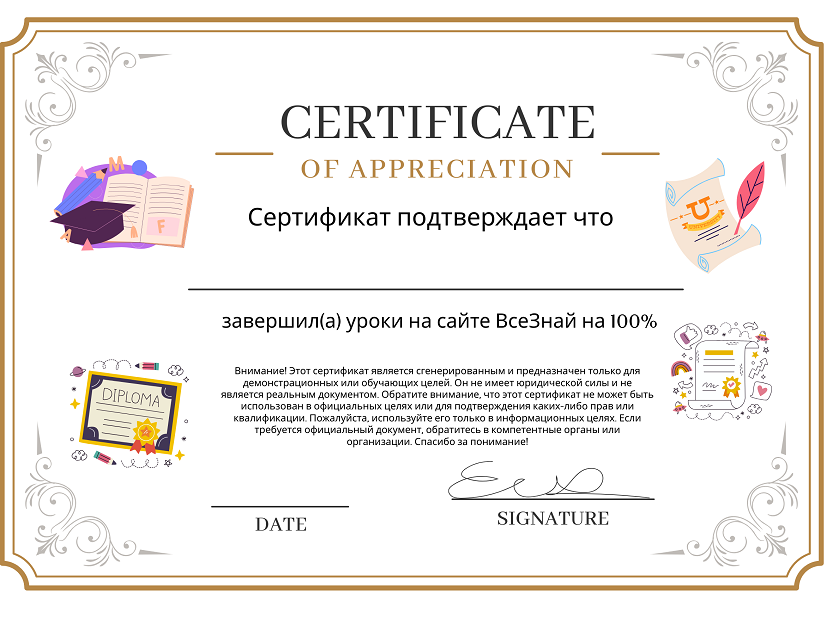 CERTIFICATE
OF APPRECIATION
Сертификат подтверждает что
завершил(а) уроки на сайте ВсеЗнай на 100%
Внимание! Этот сертификат является сгенерированным и предназначен только для
демонстрационных или обучающих целей. Он не имеет юридической силы и не
является реальным документом. Обратите внимание, что этот сертификат не может быть
использован в официальных целях или для подтверждения каких-либо прав или
квалификации. Пожалуйста, используйте его только в информационных целях. Если
требуется официальный документ, обратитесь в компетентные органы или
организации. Спасибо за понимание!
DIPLOMA
DATE
SIGNATURE
M
A
F